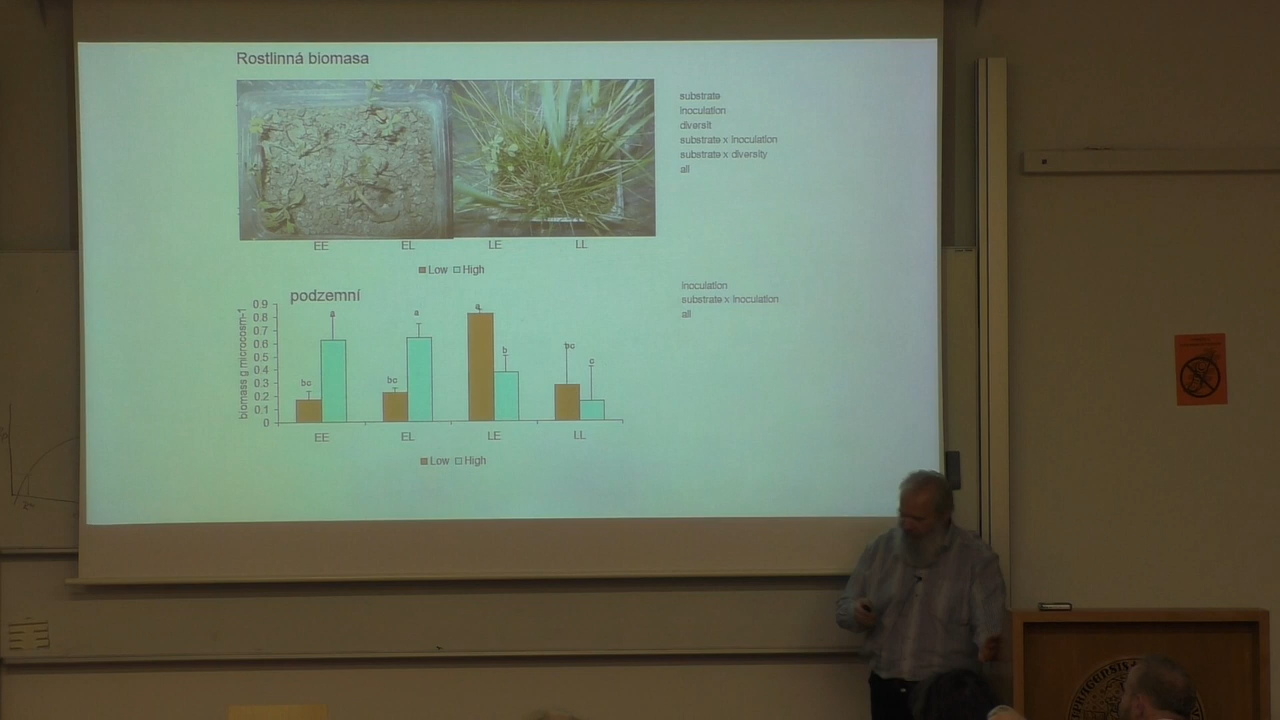 Rostlinná biomasa
substrate
inoculation
diversit
substrate x inoculation
substrate x diversity
all
EE EL LE LL
Low High
podzemní
inoculation
substrate x inoculation
all
biomass g microcosm-1
0.9
0.8
0.7
0.6
0.5
0.4
0.3
0.2
0.1
0
bc a bc a a b bc c
EE EL LE LL
Low High